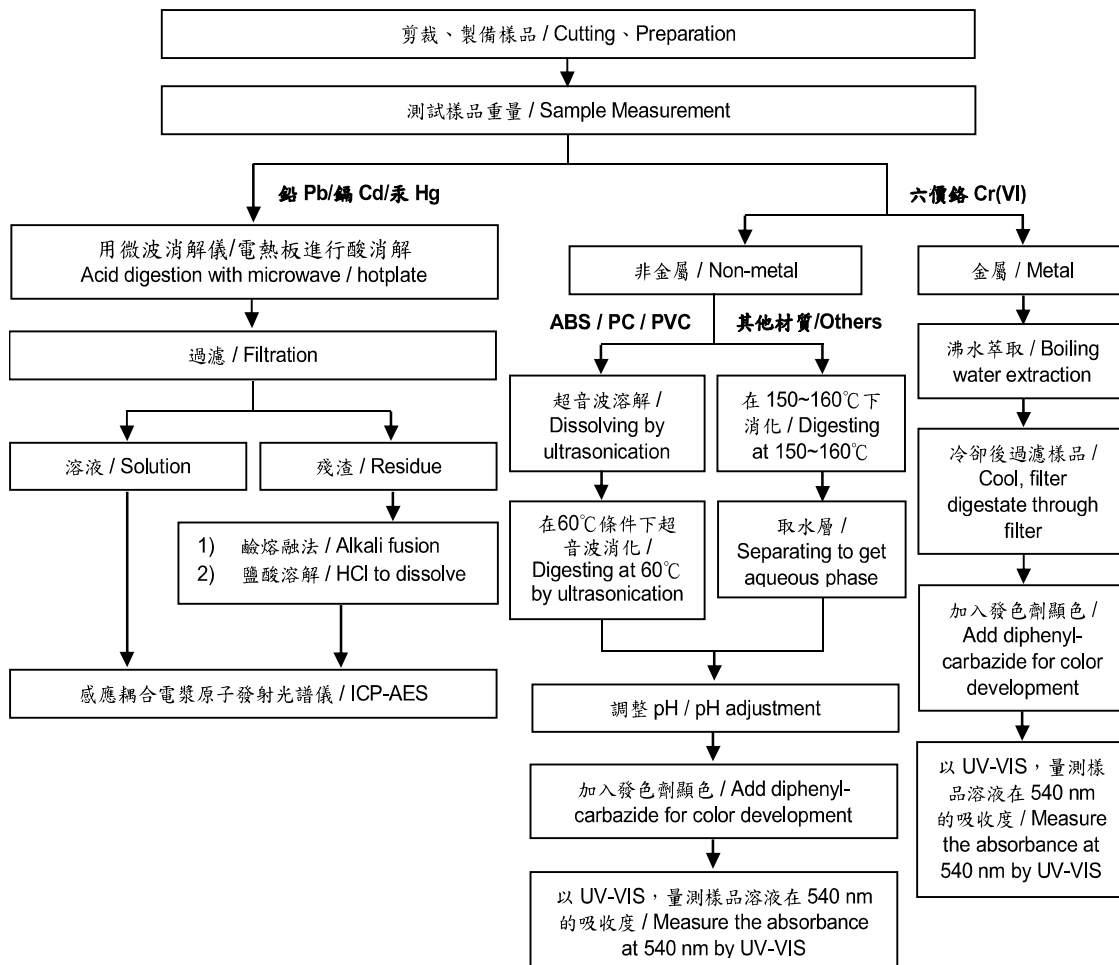 剪裁、製備樣品 / Cutting、Preparation
測試樣品重量 / Sample Measurement
鉛 Pb/鎘 Cd/汞 Hg
用微波消解儀/電熱板進行酸消解
Acid digestion with microwave / hotplate
過濾 / Filtration
溶液 / Solution
殘渣 / Residue
1) 鹼熔融法 / Alkali fusion
2) 鹽酸溶解 / HCl to dissolve
感應耦合電漿原子發射光譜儀 / ICP-AES
六價鉻 Cr(VI)
非金屬 / Non-metal
ABS / PC / PVC
超音波溶解 /
Dissolving by
ultrasonication
在60℃條件下超
音波消化 /
Digesting at 60℃
by ultrasonication
其他材質/Others
在 150~160℃下
消化 / Digesting
at 150~160℃
取水層 /
Separating to get
aqueous phase
調整 pH / pH adjustment
加入發色劑顯色 / Add diphenyl-
carbazide for color development
以 UV-VIS，量測樣品溶液在 540 nm
的吸收度 / Measure the absorbance
at 540 nm by UV-VIS
金屬 / Metal
沸水萃取 / Boiling
water extraction
冷卻後過濾樣品 /
Cool, filter
digestate through
filter
加入發色劑顯色 /
Add diphenyl-
carbazide for color
development
以 UV-VIS，量測樣
品溶液在 540 nm
的吸收度 / Measure
the absorbance at
540 nm by UV-VIS